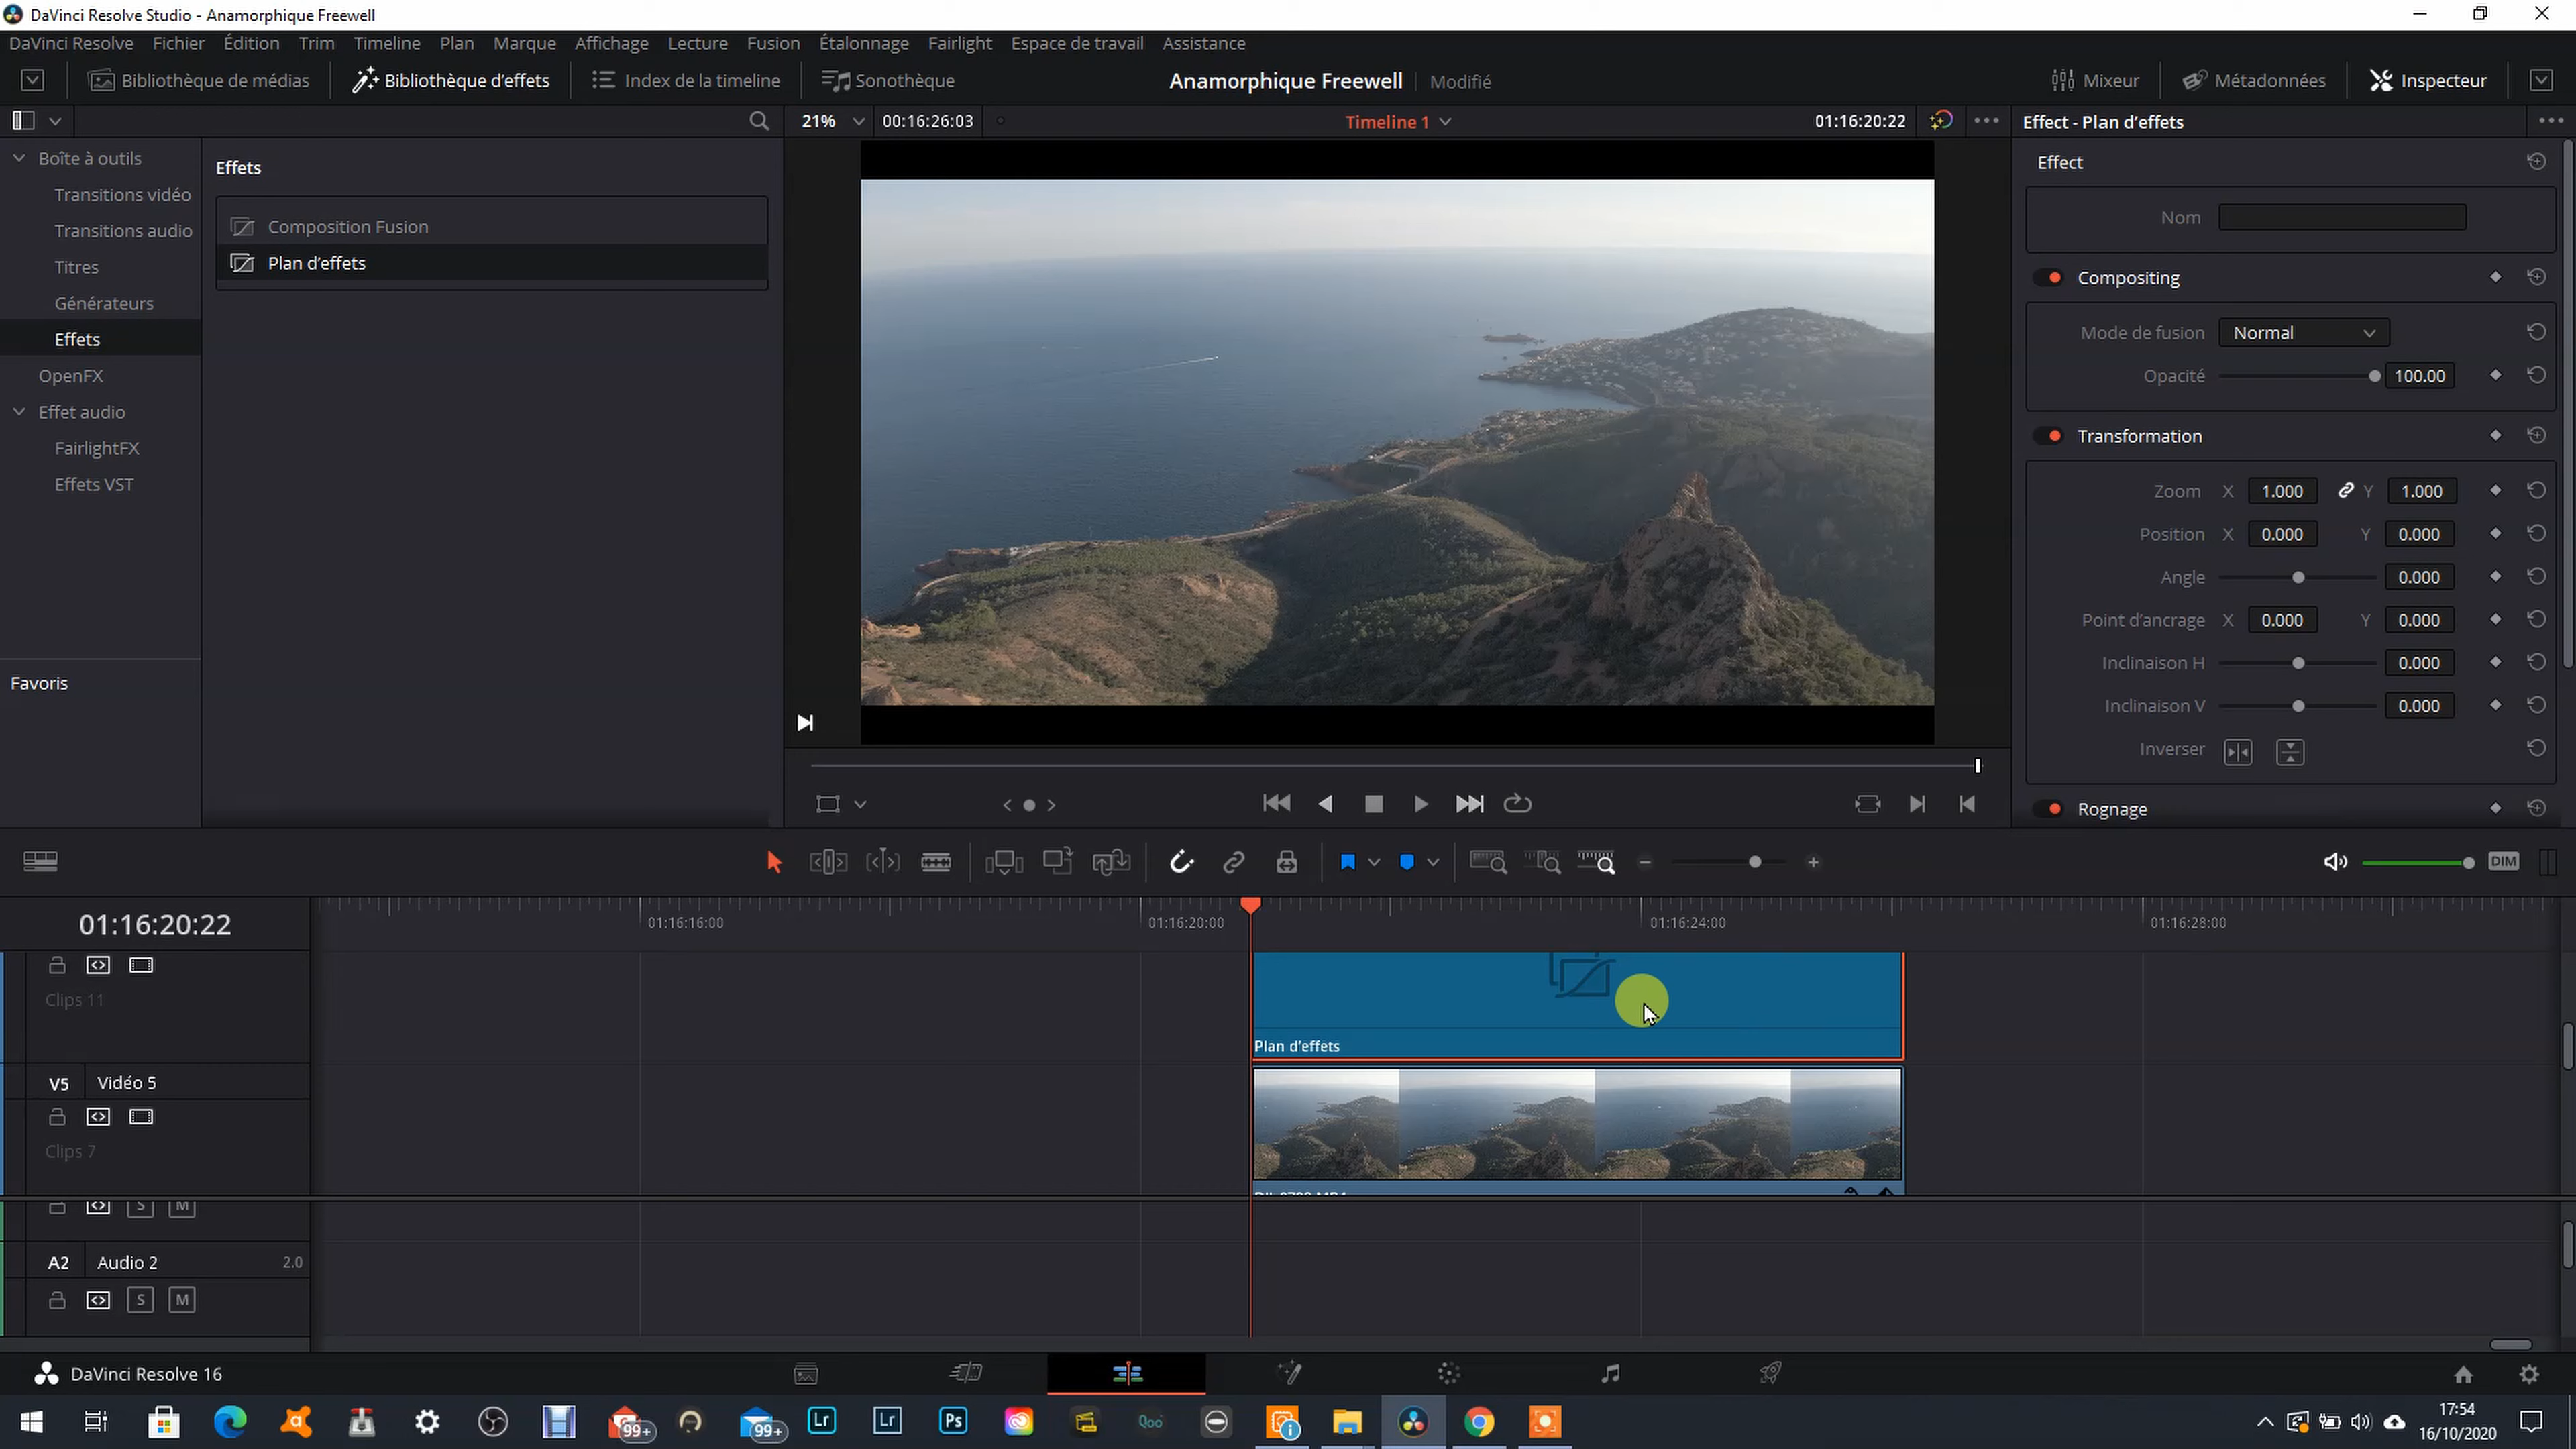 DaVinci Resolve Studio - Anamorphique Freewell
DaVinci Resolve Fichier Édition Trim Timeline Plan Marque Affichage Lecture Fusion Étalonnage Fairlight Espace de travail Assistance
Bibliothèque de médias Bibliothèque d'effets Index de la timeline Sonothèque Anamorphique Freewell Modifié Mixeur Métadonnées Inspecteur
21% 00:16:26:03 Timeline 1 01:16:20:22 Effect - Plan d'effets
Boîte à outils
Transitions vidéo
Transitions audio
Titres
Générateurs
Effets
OpenFX
Effet audio
FairlightFX
Effets VST
Favoris
Effets
Composition Fusion
Plan d'effets
Effect
Nom
Compositing
Mode de fusion Normal
Opacité 100.00
Transformation
Zoom X 1.000 Y 1.000
Position X 0.000 Y 0.000
Angle 0.000
Point d'ancrage X 0.000 Y 0.000
Inclinaison H 0.000
Inclinaison V 0.000
Inverser
Rognage
DIM
01:16:20:22 01:16:16:00 01:16:20:00 01:16:24:00 01:16:28:00
Clips 11
Plan d'effets
V5 Vidéo 5
Clips 7
S M
A2 Audio 2 2.0
S M
DaVinci Resolve 16
99+ 99+ Lr Lr Ps Qoo
17:54
16/10/2020